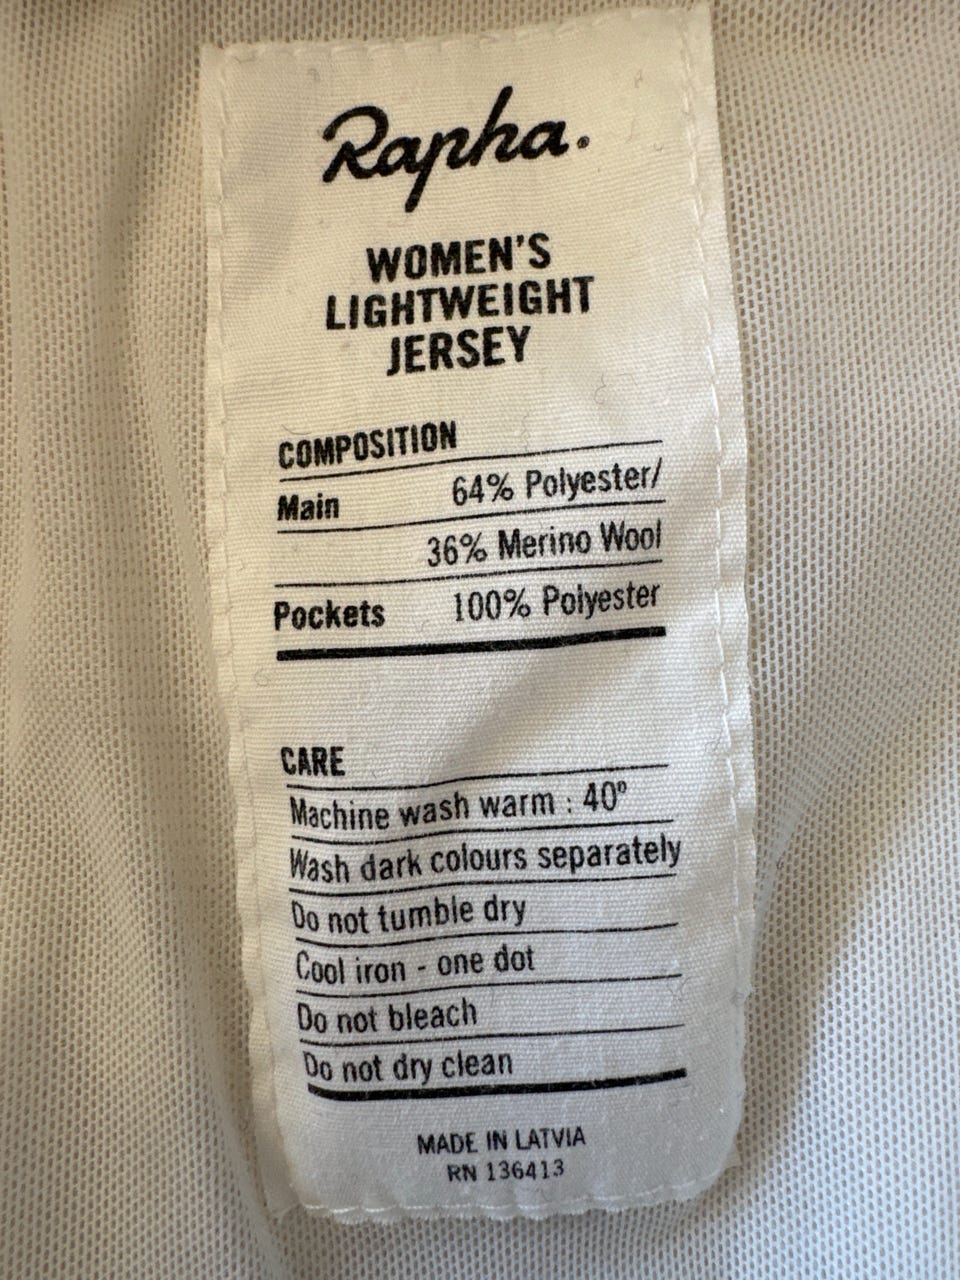 Rapha.
WOMEN'S
LIGHTWEIGHT
JERSEY
COMPOSITION
Main 64% Polyester/
36% Merino Wool
Pockets 100% Polyester
CARE
Machine wash warm : 40°
Wash dark colours separately
Do not tumble dry
Cool iron - one dot
Do not bleach
Do not dry clean
MADE IN LATVIA
RN 136413